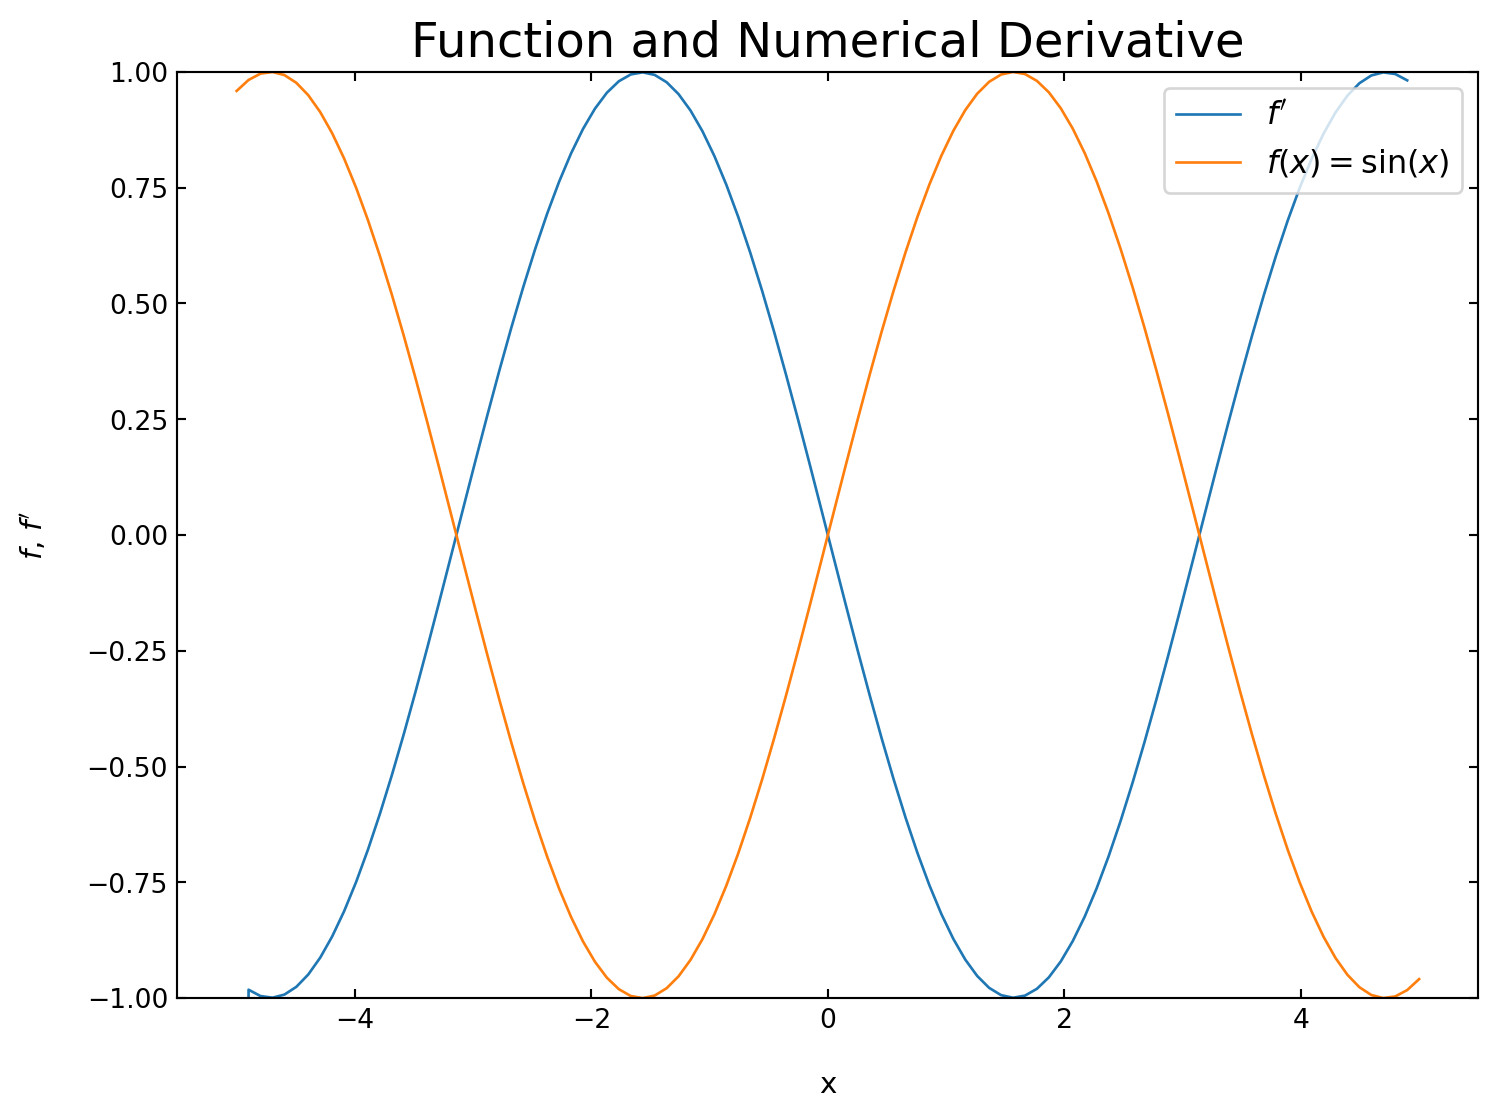 Function and Numerical Derivative
1.00
0.75
0.50
0.25
0.00
−0.25
−0.50
−0.75
−1.00
f, f′
f′
f(x) = sin(x)
−4 −2 0 2 4
x